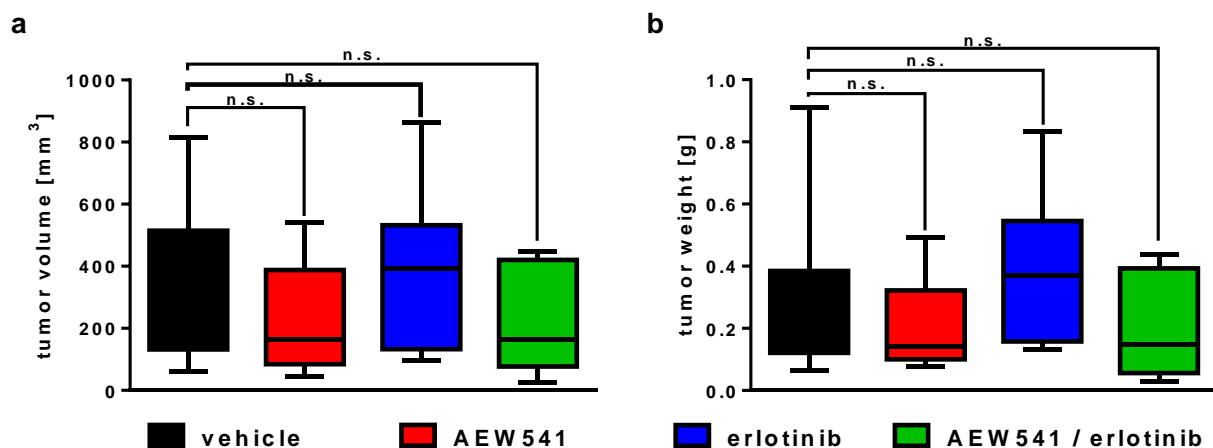 a
n.s.
n.s.
n.s.
1000
800
600
400
200
0
tumor volume [mm³]
b
n.s.
n.s.
n.s.
1.0
0.8
0.6
0.4
0.2
0.0
tumor weight [g]
vehicle AEW541 erlotinib AEW541 / erlotinib